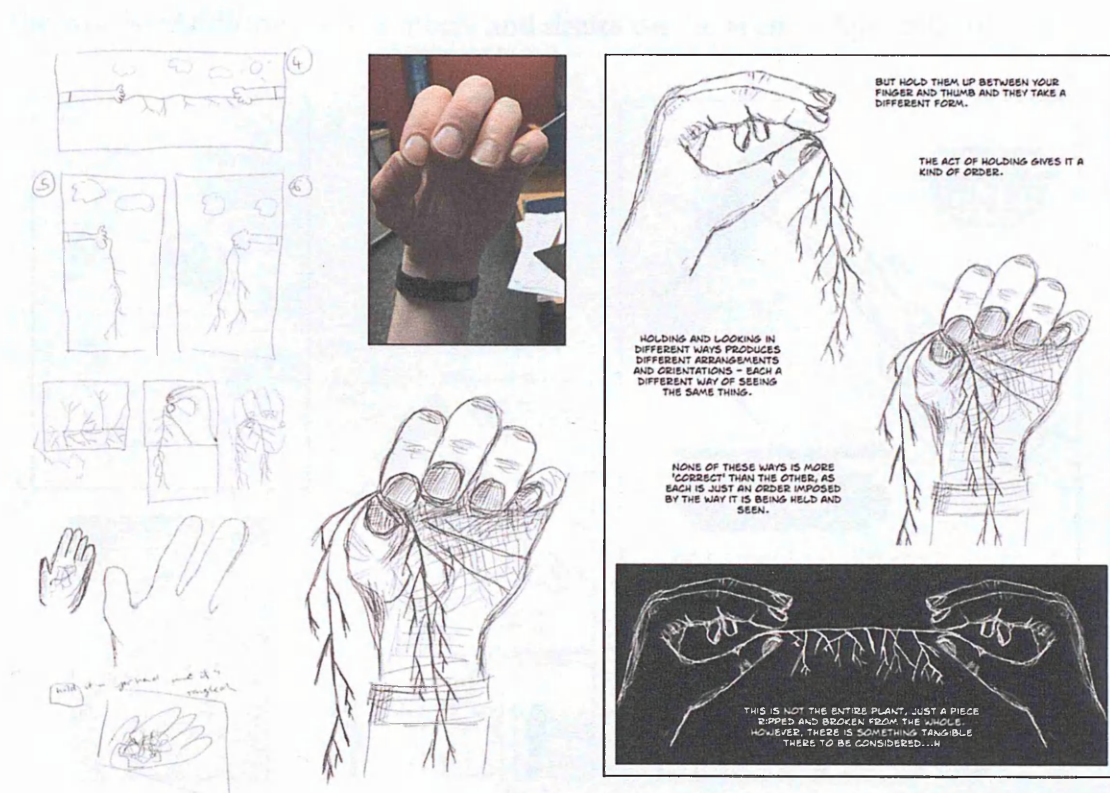 4
5
6
BUT HOLD THEM UP BETWEEN YOUR
FINGER AND THUMB AND THEY TAKE A
DIFFERENT FORM.
THE ACT OF HOLDING GIVES IT A
KIND OF ORDER.
HOLDING AND LOOKING IN
DIFFERENT WAYS PRODUCES
DIFFERENT ARRANGEMENTS
AND ORIENTATIONS – EACH A
DIFFERENT WAY OF SEEING
THE SAME THING.
NONE OF THESE WAYS IS MORE
'CORRECT' THAN THE OTHER, AS
EACH IS JUST AN ORDER IMPOSED
BY THE WAY IT IS BEING HELD AND
SEEN.
hold it in
tangled
THIS IS NOT THE ENTIRE PLANT, JUST A PIECE
RIPPED AND BROKEN FROM THE WHOLE.
HOWEVER, THERE IS SOMETHING TANGIBLE
THERE TO BE CONSIDERED...H